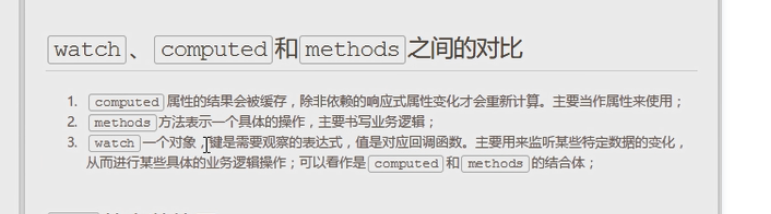 watch、computed和methods之间的对比
1. computed属性的结果会被缓存，除非依赖的响应式属性变化才会重新计算。主要当作属性来使用；
2. methods方法表示一个具体的操作，主要书写业务逻辑；
3. watch一个对象，键是需要观察的表达式，值是对应回调函数。主要用来监听某些特定数据的变化，
从而进行某些具体的业务逻辑操作；可以看作是computed和methods的结合体；